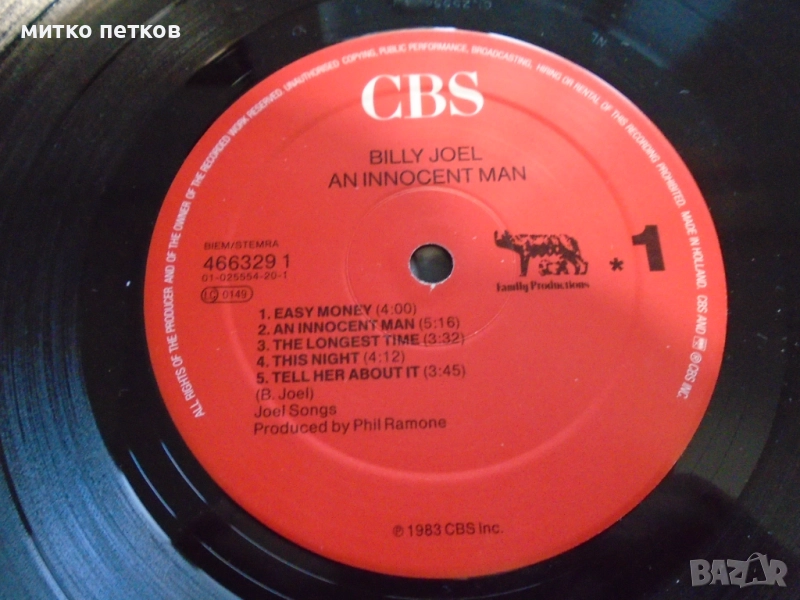 митко петков
ALL RIGHTS OF THE PRODUCER AND OF THE OWNER OF THE RECORDED WORK RESERVED. UNAUTHORISED COPYING, PUBLIC PERFORMANCE, BROADCASTING, HIRING OR RENTAL OF THIS RECORDING PROHIBITED. MADE IN HOLLAND. CBS AND ℗ CBS INC.
CBS
BILLY JOEL
AN INNOCENT MAN
BIEM/STEMRA
466329 1
01-025554-20-1
LC 0149
Family Productions
* 1
1. EASY MONEY (4:00)
2. AN INNOCENT MAN (5:16)
3. THE LONGEST TIME (3:32)
4. THIS NIGHT (4:12)
5. TELL HER ABOUT IT (3:45)
(B. Joel)
Joel Songs
Produced by Phil Ramone
℗ 1983 CBS Inc.
BAZAR